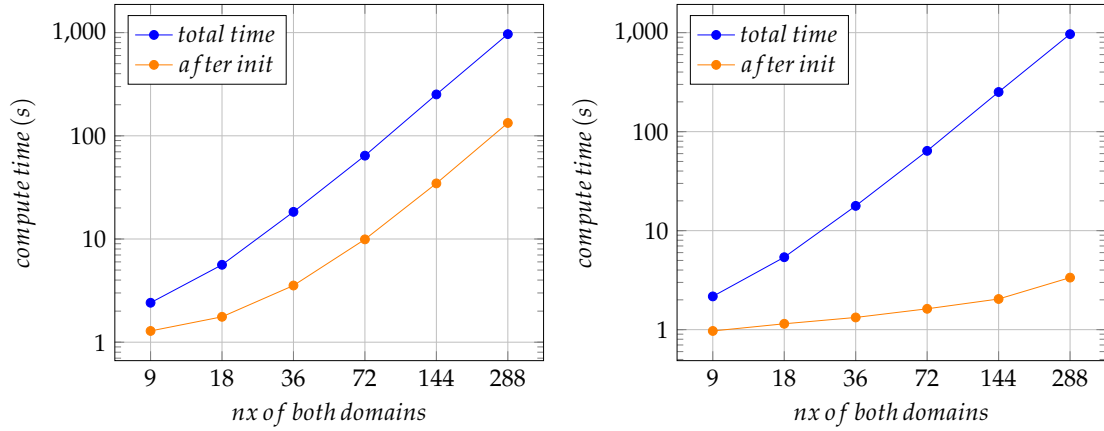 1,000
100
10
1
compute time (s)
total time
after init
9 18 36 72 144 288
nx of both domains
1,000
100
10
1
compute time (s)
total time
after init
9 18 36 72 144 288
nx of both domains